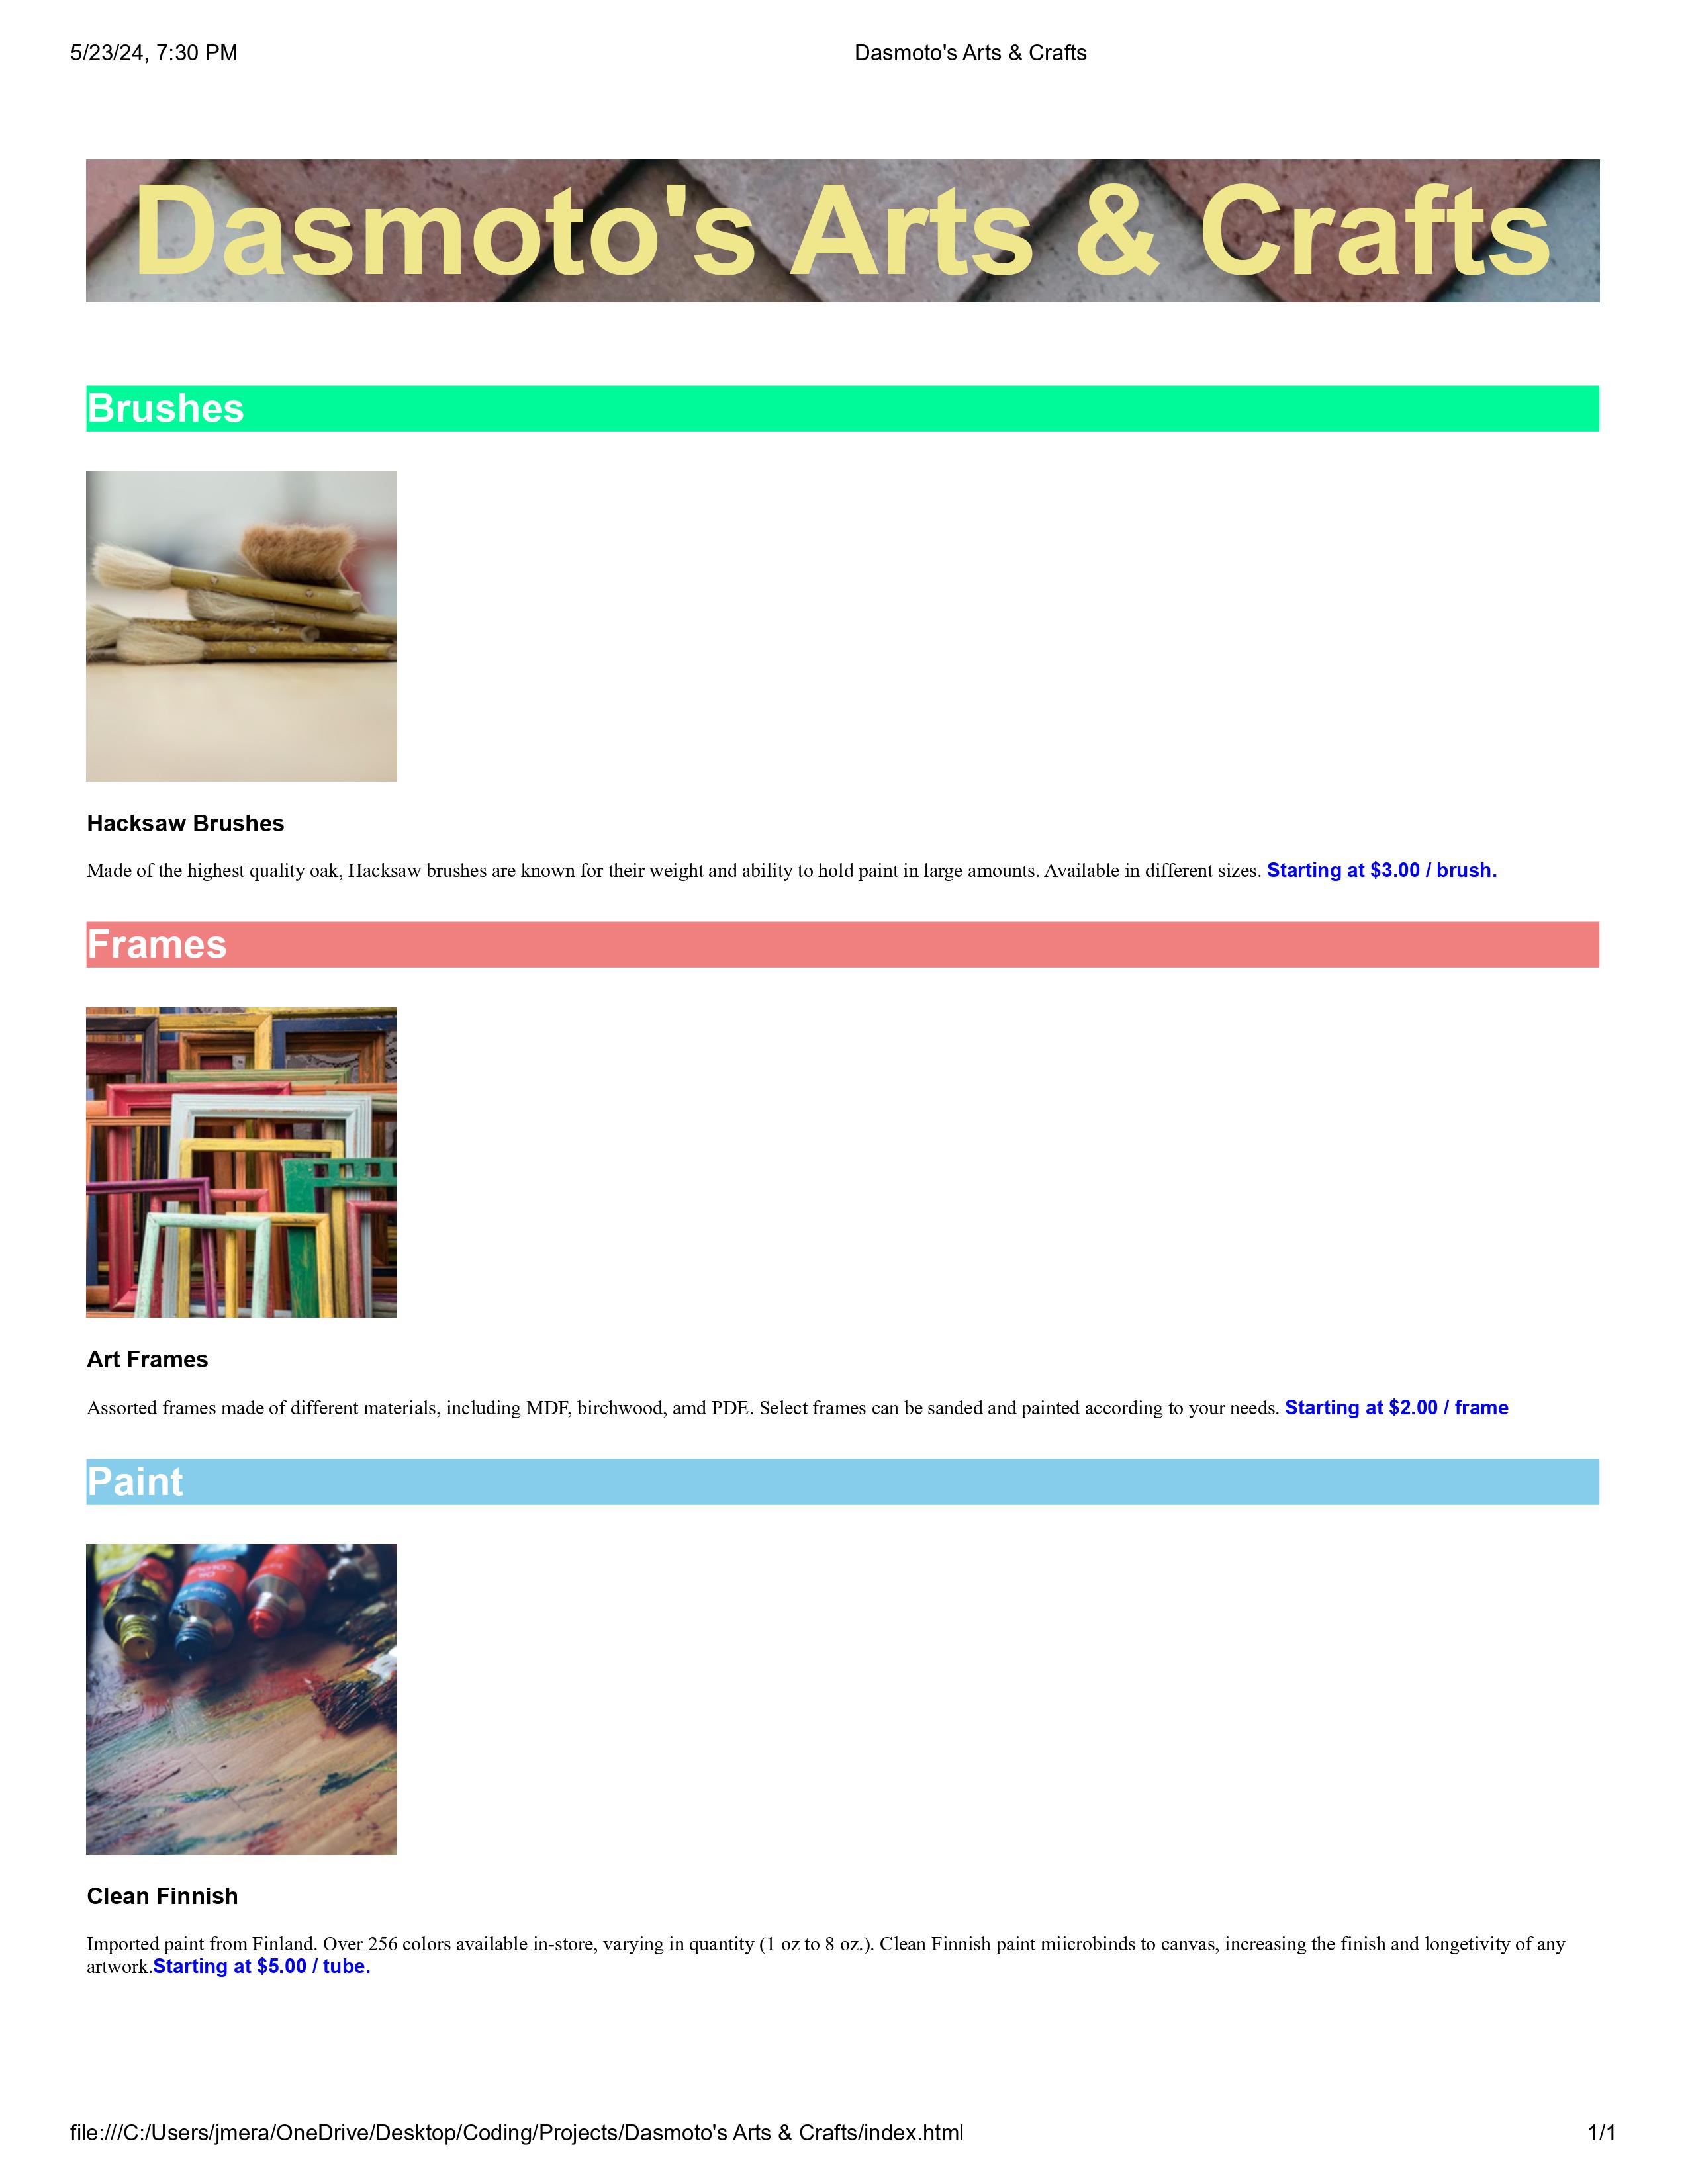 5/23/24, 7:30 PM Dasmoto's Arts & Crafts
Dasmoto's Arts & Crafts
Brushes
Hacksaw Brushes
Made of the highest quality oak, Hacksaw brushes are known for their weight and ability to hold paint in large amounts. Available in different sizes. Starting at $3.00 / brush.
Frames
Art Frames
Assorted frames made of different materials, including MDF, birchwood, amd PDE. Select frames can be sanded and painted according to your needs. Starting at $2.00 / frame
Paint
Clean Finnish
Imported paint from Finland. Over 256 colors available in-store, varying in quantity (1 oz to 8 oz.). Clean Finnish paint miicrobinds to canvas, increasing the finish and longetivity of any
artwork.Starting at $5.00 / tube.
file:///C:/Users/jmera/OneDrive/Desktop/Coding/Projects/Dasmoto's Arts & Crafts/index.html 1/1